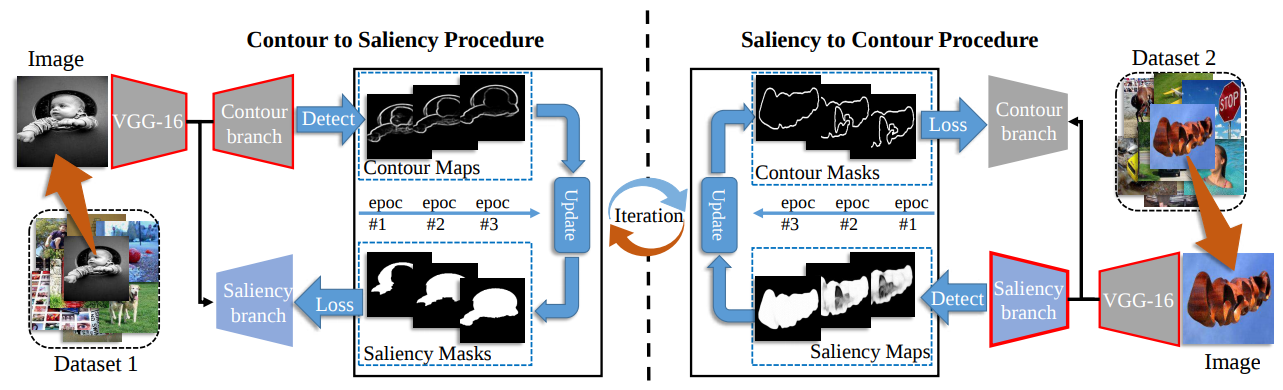 Contour to Saliency Procedure
Image
VGG-16
Contour
branch
Detect
Contour Maps
epoc
#1
epoc
#2
epoc
#3
Update
Saliency
branch
Loss
Saliency Masks
Dataset 1
Iteration
Saliency to Contour Procedure
Dataset 2
STOP
Contour
branch
Loss
Contour Masks
Update
epoc
#3
epoc
#2
epoc
#1
Saliency Maps
Detect
Saliency
branch
VGG-16
Image